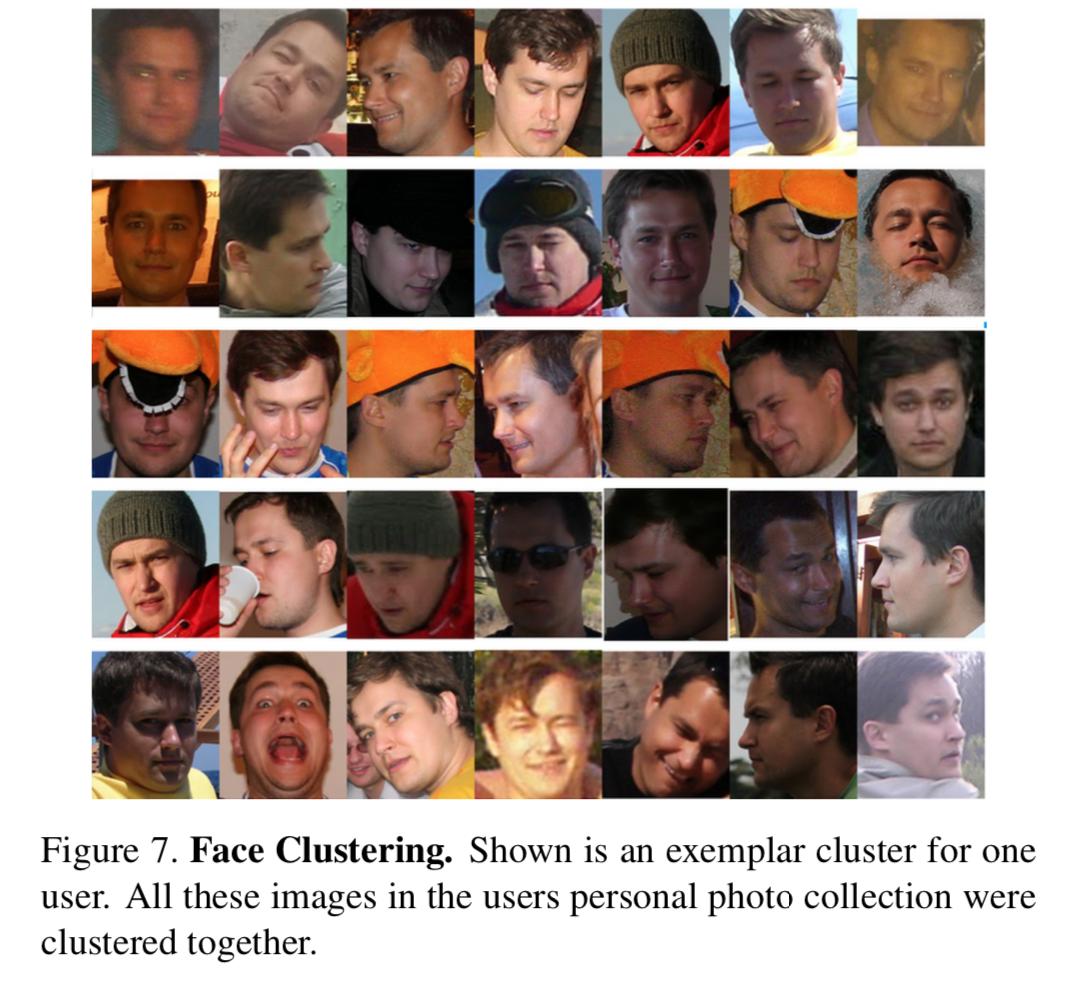 Figure 7. Face Clustering. Shown is an exemplar cluster for one
user. All these images in the users personal photo collection were
clustered together.